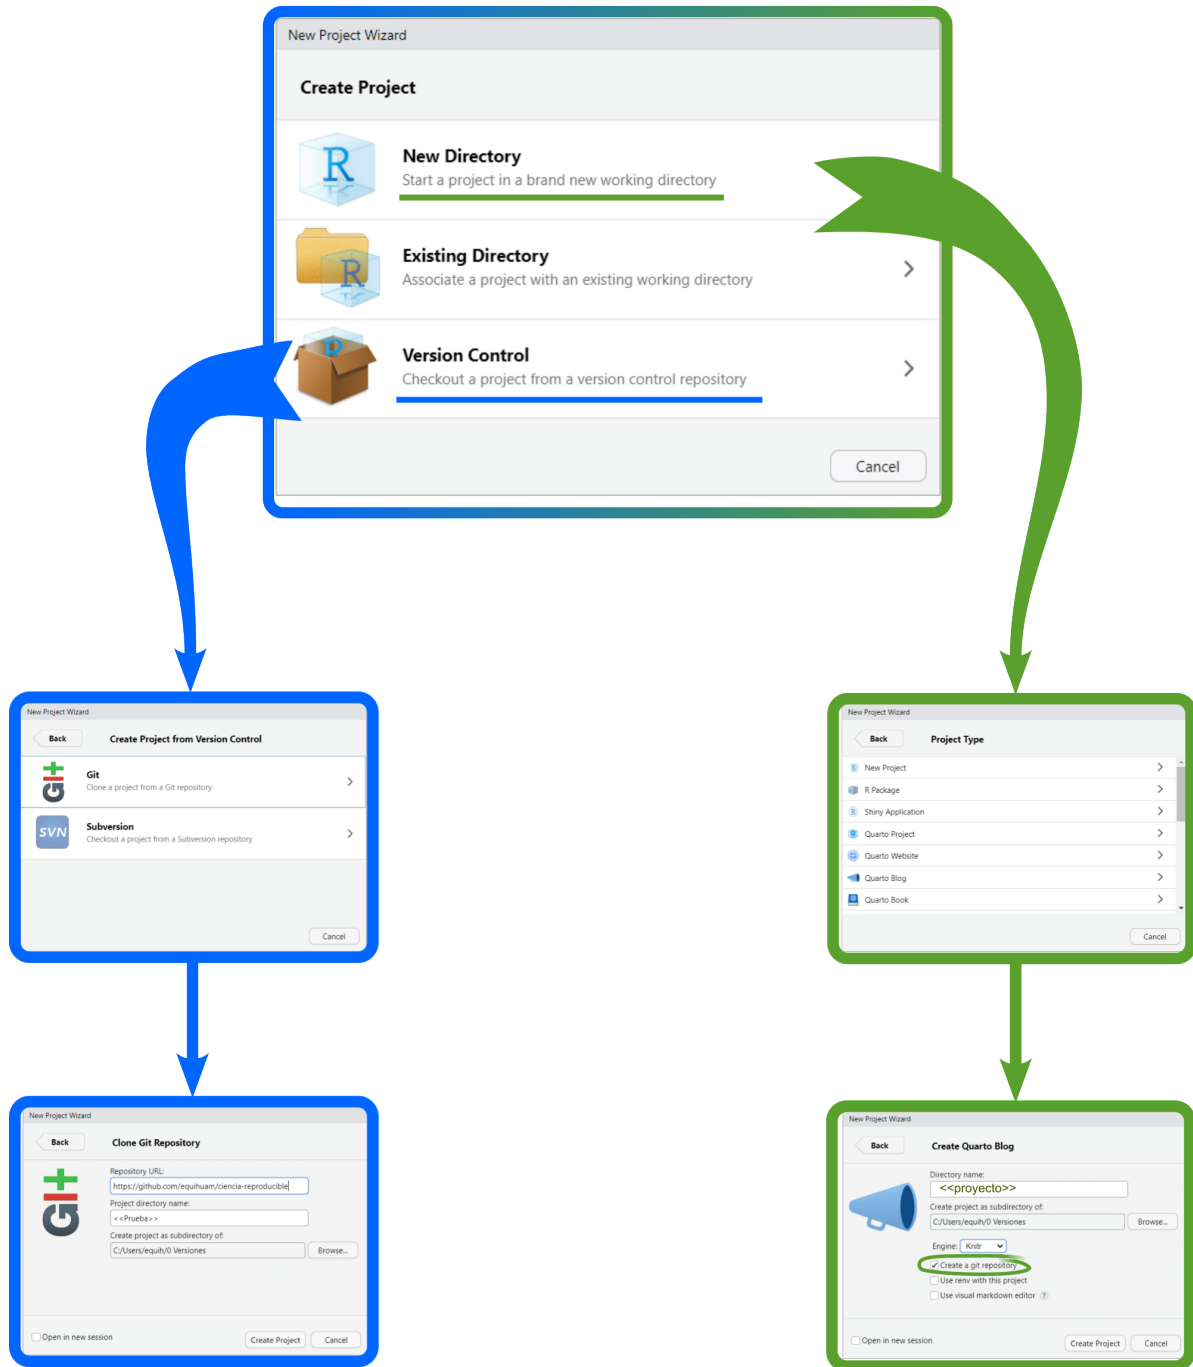 New Project Wizard
Create Project
R
New Directory
Start a project in a brand new working directory
R
Existing Directory
Associate a project with an existing working directory
Version Control
Checkout a project from a version control repository
Cancel
New Project Wizard
Back
Create Project from Version Control
Git
Git
Clone a project from a Git repository
SVN
Subversion
Checkout a project from a Subversion repository
Cancel
New Project Wizard
Back
Clone Git Repository
Git
Repository URL:
https://github.com/equihuam/ciencia-reproducible
Project directory name:
<<Prueba>>
Create project as subdirectory of:
C:/Users/equih/0 Versiones
Browse...
Open in new session
Create Project
Cancel
New Project Wizard
Back
Project Type
New Project
R Package
Shiny Application
Quarto Project
Quarto Website
Quarto Blog
Quarto Book
Cancel
New Project Wizard
Back
Create Quarto Blog
Directory name:
<<proyecto>>
Create project as subdirectory of:
C:/Users/equih/0 Versiones
Browse...
Engine: Knitr
Create a git repository
Use renv with this project
Use visual markdown editor ?
Open in new session
Create Project
Cancel